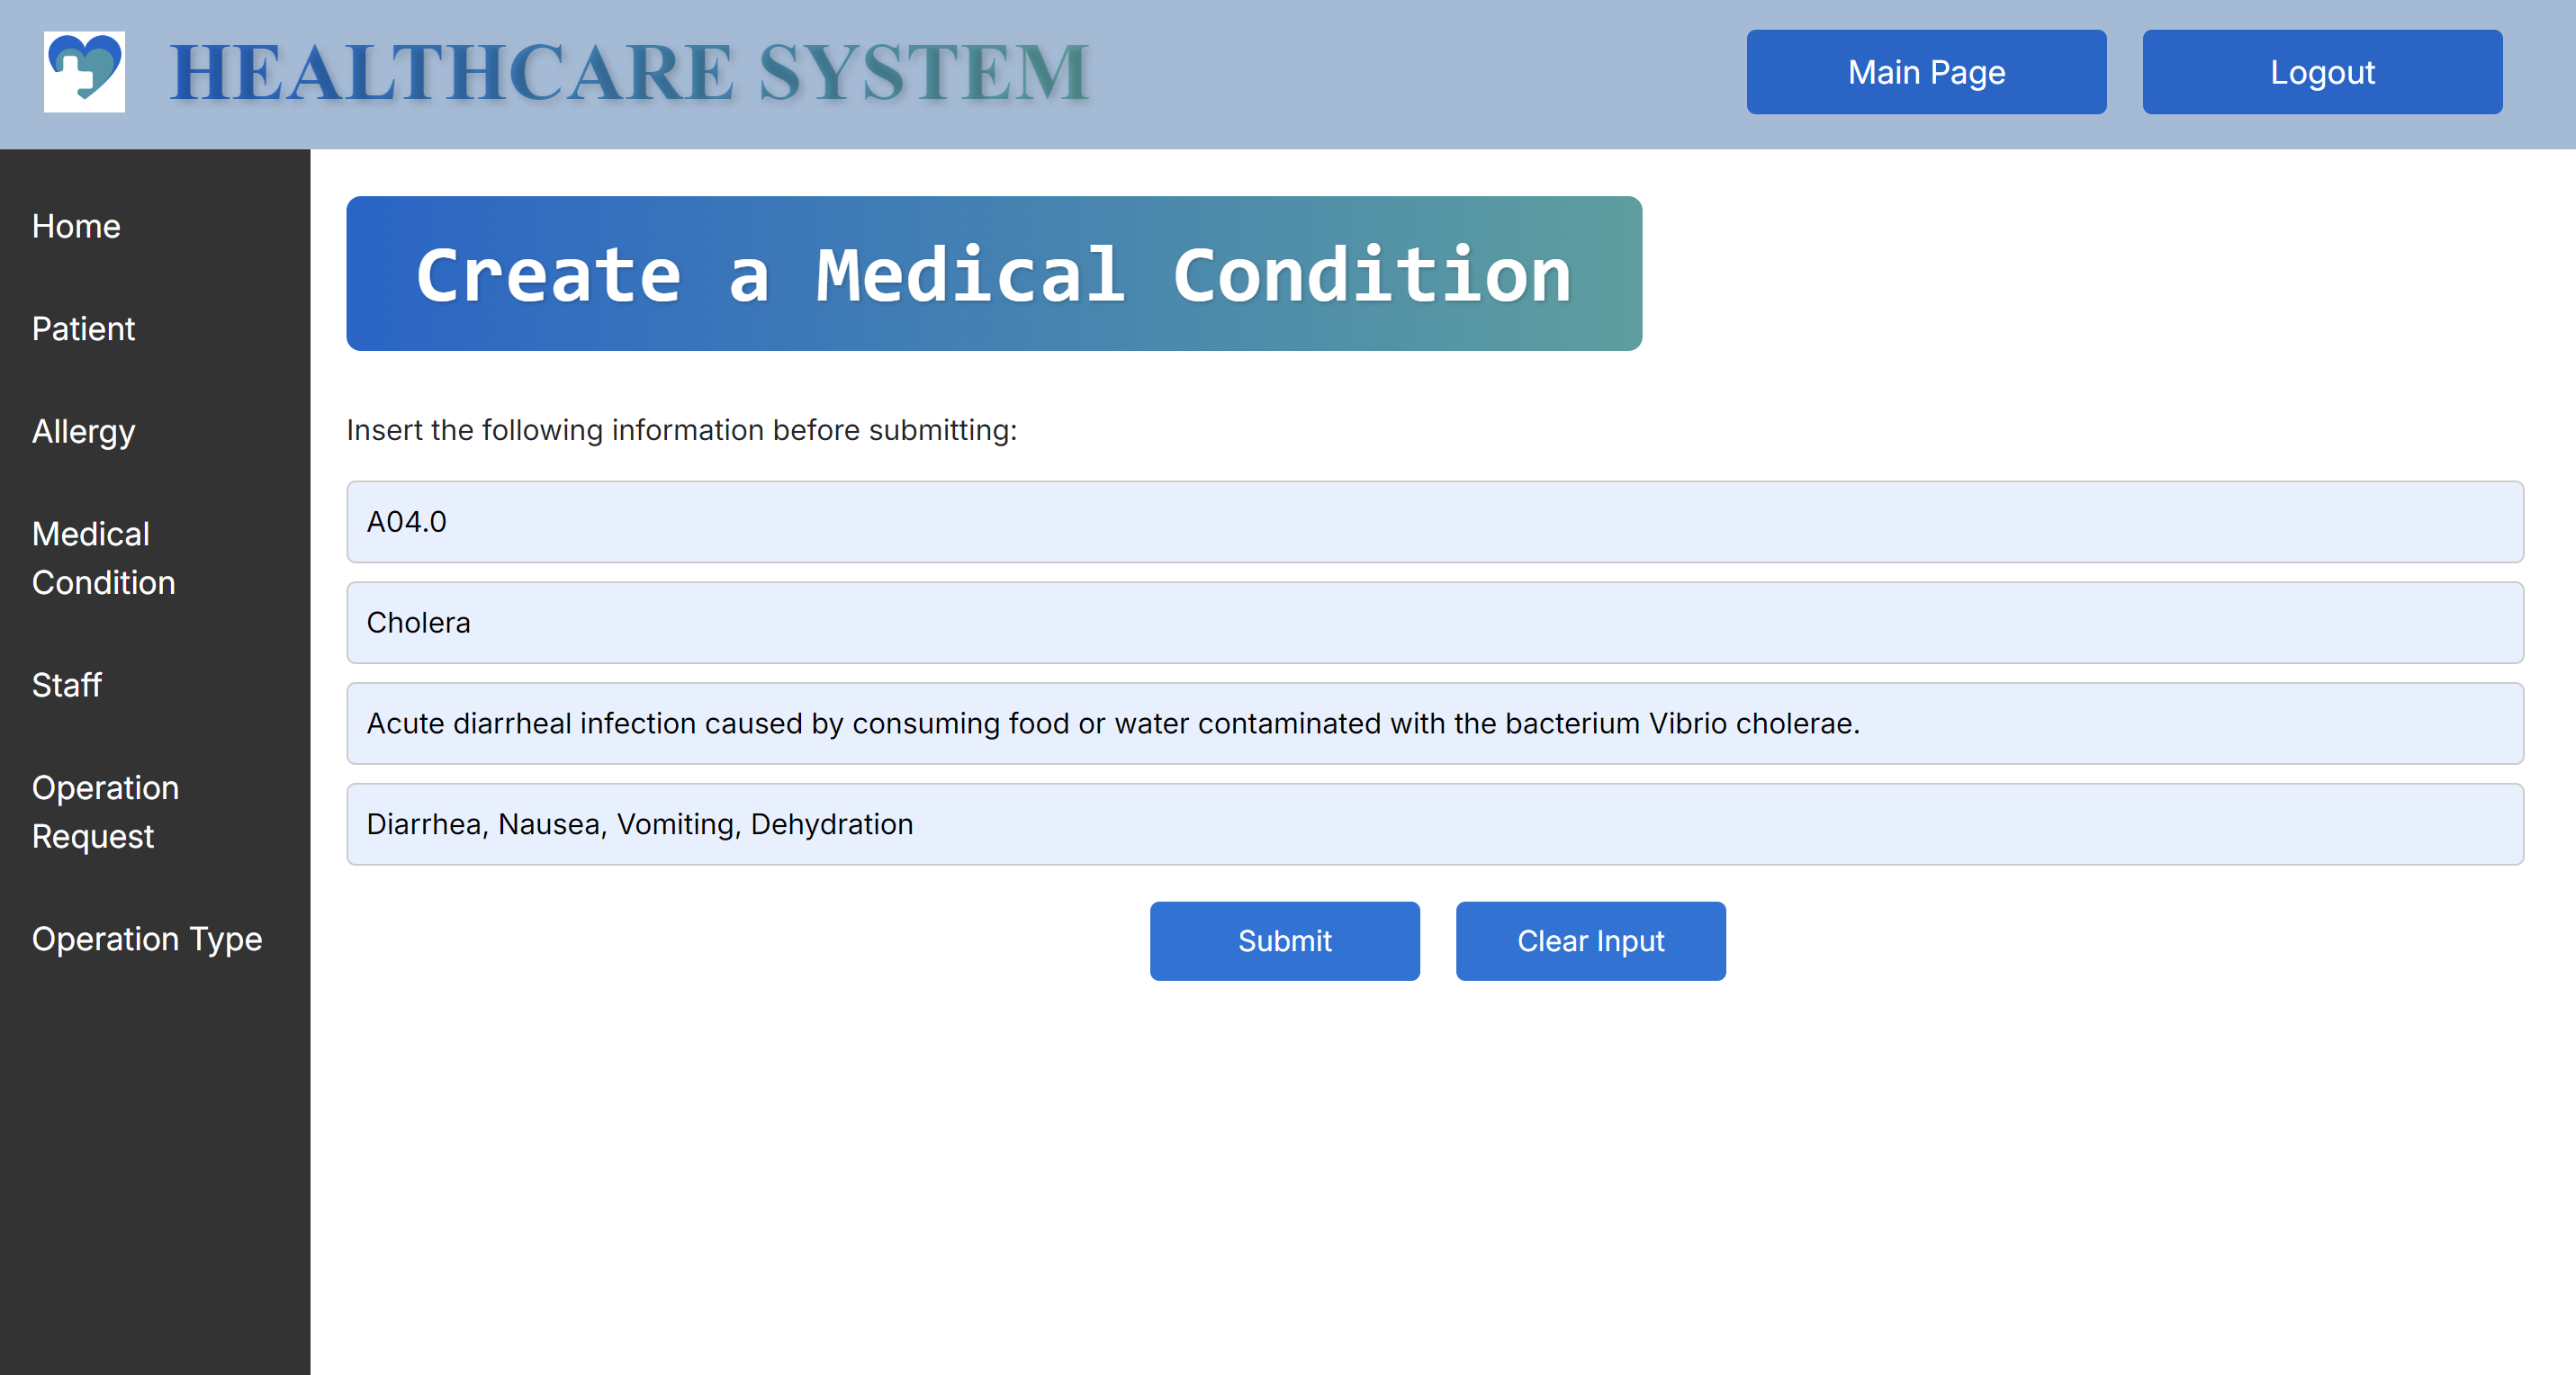 HEALTHCARE SYSTEM
Main Page
Logout
Home
Patient
Allergy
Medical
Condition
Staff
Operation
Request
Operation Type
Create a Medical Condition
Insert the following information before submitting:
A04.0
Cholera
Acute diarrheal infection caused by consuming food or water contaminated with the bacterium Vibrio cholerae.
Diarrhea, Nausea, Vomiting, Dehydration
Submit
Clear Input